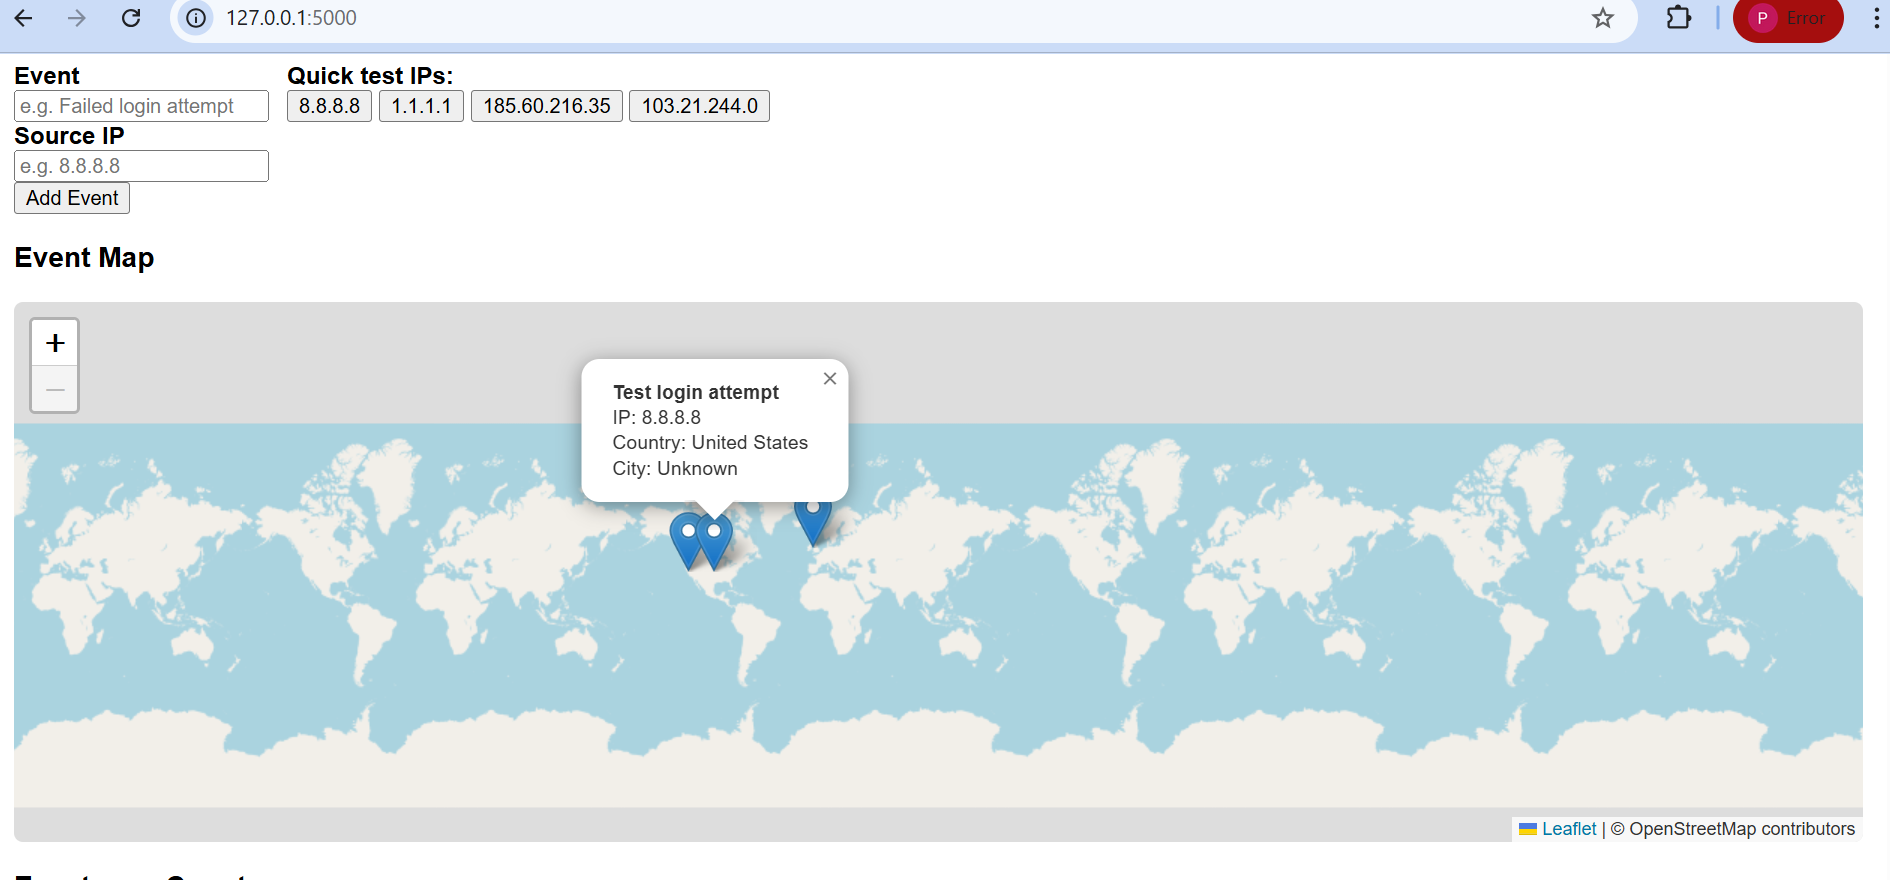 127.0.0.1:5000
P Error
Event
e.g. Failed login attempt
Source IP
e.g. 8.8.8.8
Add Event
Quick test IPs:
8.8.8.8 1.1.1.1 185.60.216.35 103.21.244.0
Event Map
+
−
×
Test login attempt
IP: 8.8.8.8
Country: United States
City: Unknown
Leaflet | © OpenStreetMap contributors